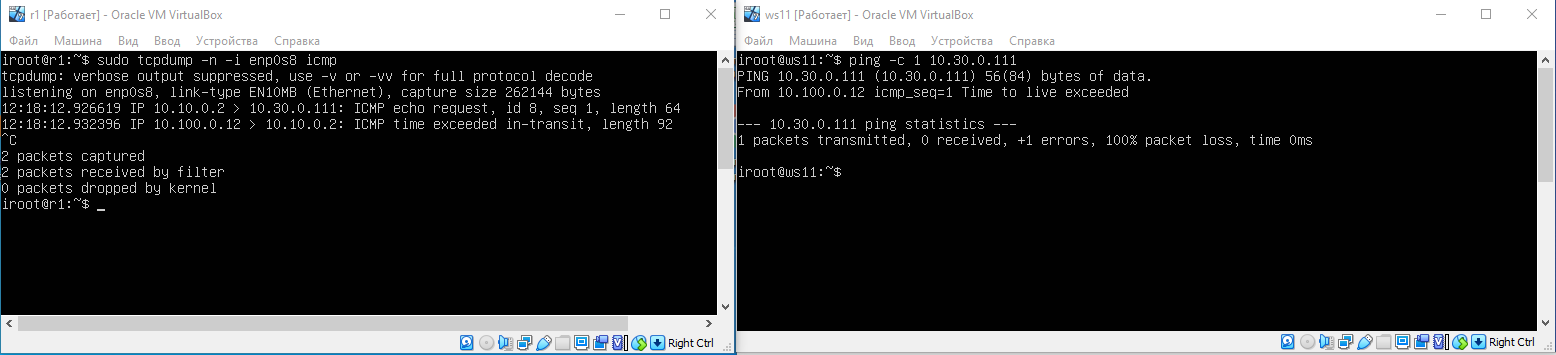 r1 [Работает] - Oracle VM VirtualBox
Файл Машина Вид Ввод Устройства Справка
iroot@r1:~$ sudo tcpdump -n -i enp0s8 icmp
tcpdump: verbose output suppressed, use -v or -vv for full protocol decode
listening on enp0s8, link-type EN10MB (Ethernet), capture size 262144 bytes
12:18:12.926619 IP 10.10.0.2 > 10.30.0.111: ICMP echo request, id 8, seq 1, length 64
12:18:12.932396 IP 10.100.0.12 > 10.10.0.2: ICMP time exceeded in-transit, length 92
^C
2 packets captured
2 packets received by filter
0 packets dropped by kernel
iroot@r1:~$ _
Right Ctrl
ws11 [Работает] - Oracle VM VirtualBox
Файл Машина Вид Ввод Устройства Справка
iroot@ws11:~$ ping -c 1 10.30.0.111
PING 10.30.0.111 (10.30.0.111) 56(84) bytes of data.
From 10.100.0.12 icmp_seq=1 Time to live exceeded
--- 10.30.0.111 ping statistics ---
1 packets transmitted, 0 received, +1 errors, 100% packet loss, time 0ms
iroot@ws11:~$
Right Ctrl